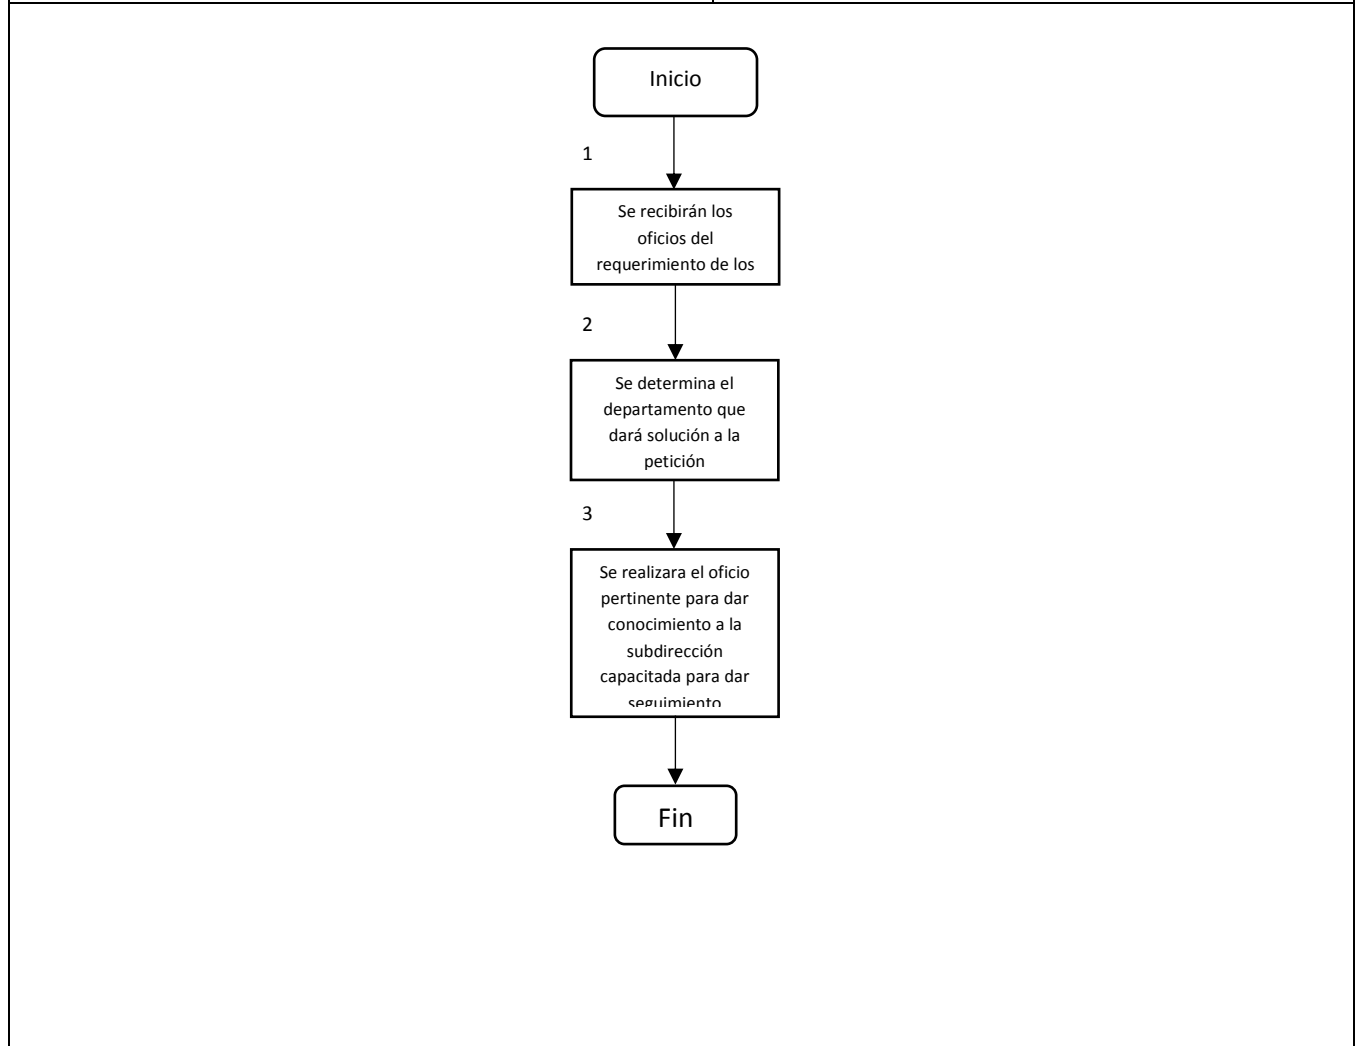 Inicio
1
Se recibirán los
oficios del
requerimiento de los
2
Se determina el
departamento que
dará solución a la
petición
3
Se realizara el oficio
pertinente para dar
conocimiento a la
subdirección
capacitada para dar
seguimiento
Fin